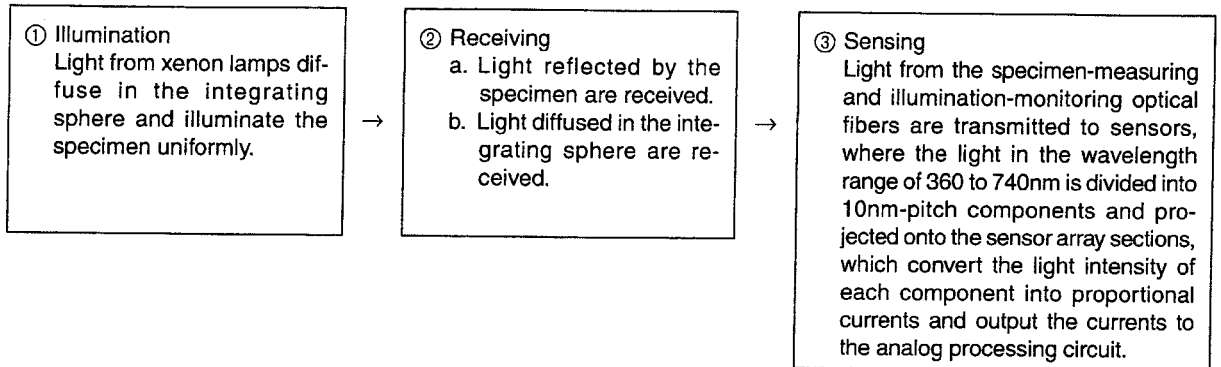 ① Illumination
Light from xenon lamps dif-
fuse in the integrating
sphere and illuminate the
specimen uniformly.
→
② Receiving
a. Light reflected by the
specimen are received.
b. Light diffused in the inte-
grating sphere are re-
ceived.
→
③ Sensing
Light from the specimen-measuring
and illumination-monitoring optical
fibers are transmitted to sensors,
where the light in the wavelength
range of 360 to 740nm is divided into
10nm-pitch components and pro-
jected onto the sensor array sections,
which convert the light intensity of
each component into proportional
currents and output the currents to
the analog processing circuit.